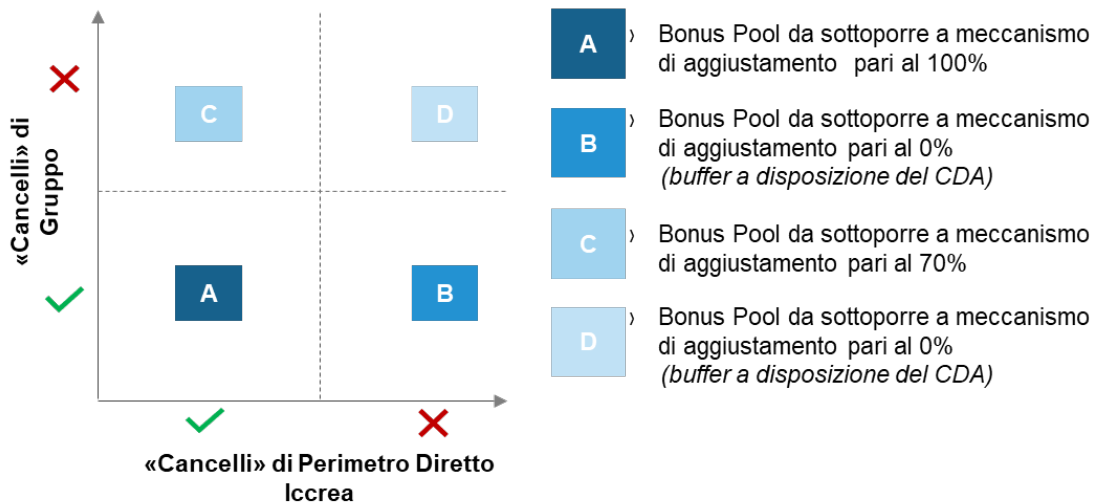 «Cancelli» di
Gruppo
C
D
A
B
«Cancelli» di Perimetro Diretto
Iccrea
A
Bonus Pool da sottoporre a meccanismo
di aggiustamento pari al 100%
B
Bonus Pool da sottoporre a meccanismo
di aggiustamento pari al 0%
(buffer a disposizione del CDA)
C
Bonus Pool da sottoporre a meccanismo
di aggiustamento pari al 70%
D
Bonus Pool da sottoporre a meccanismo
di aggiustamento pari al 0%
(buffer a disposizione del CDA)